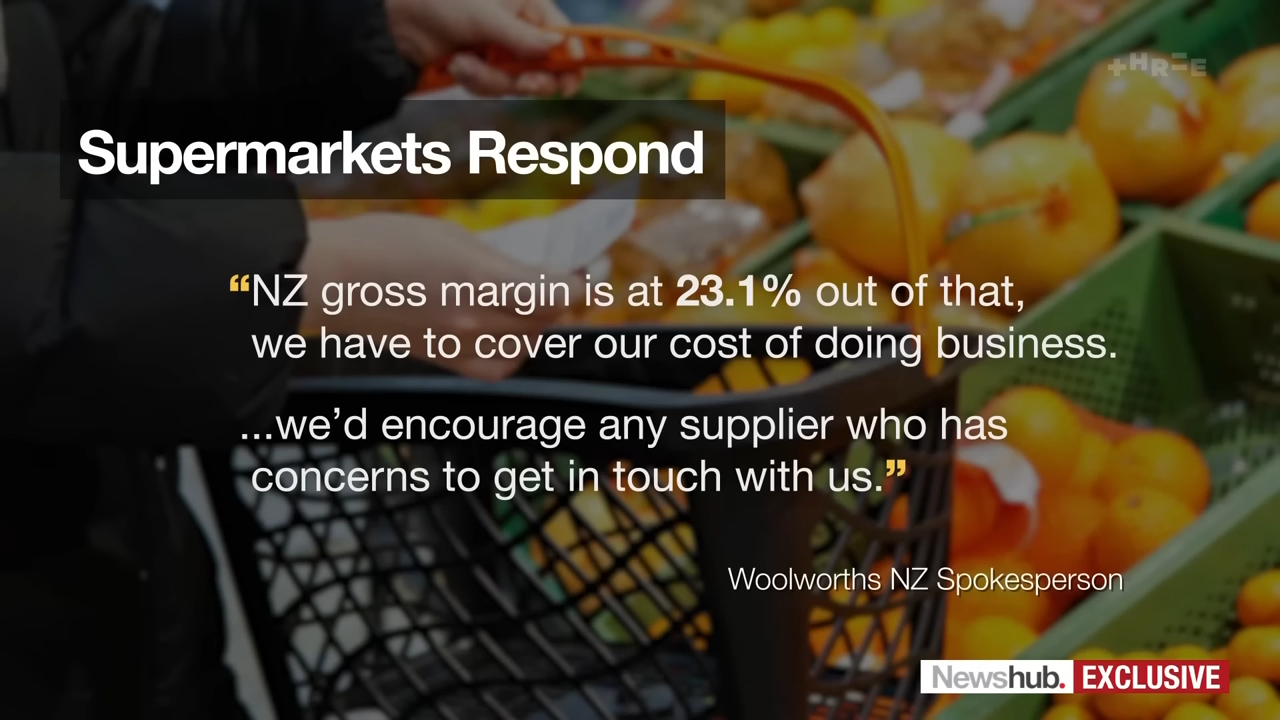 +HR=E
Supermarkets Respond
“NZ gross margin is at 23.1% out of that,
we have to cover our cost of doing business.
...we’d encourage any supplier who has
concerns to get in touch with us.”
Woolworths NZ Spokesperson
Newshub. EXCLUSIVE